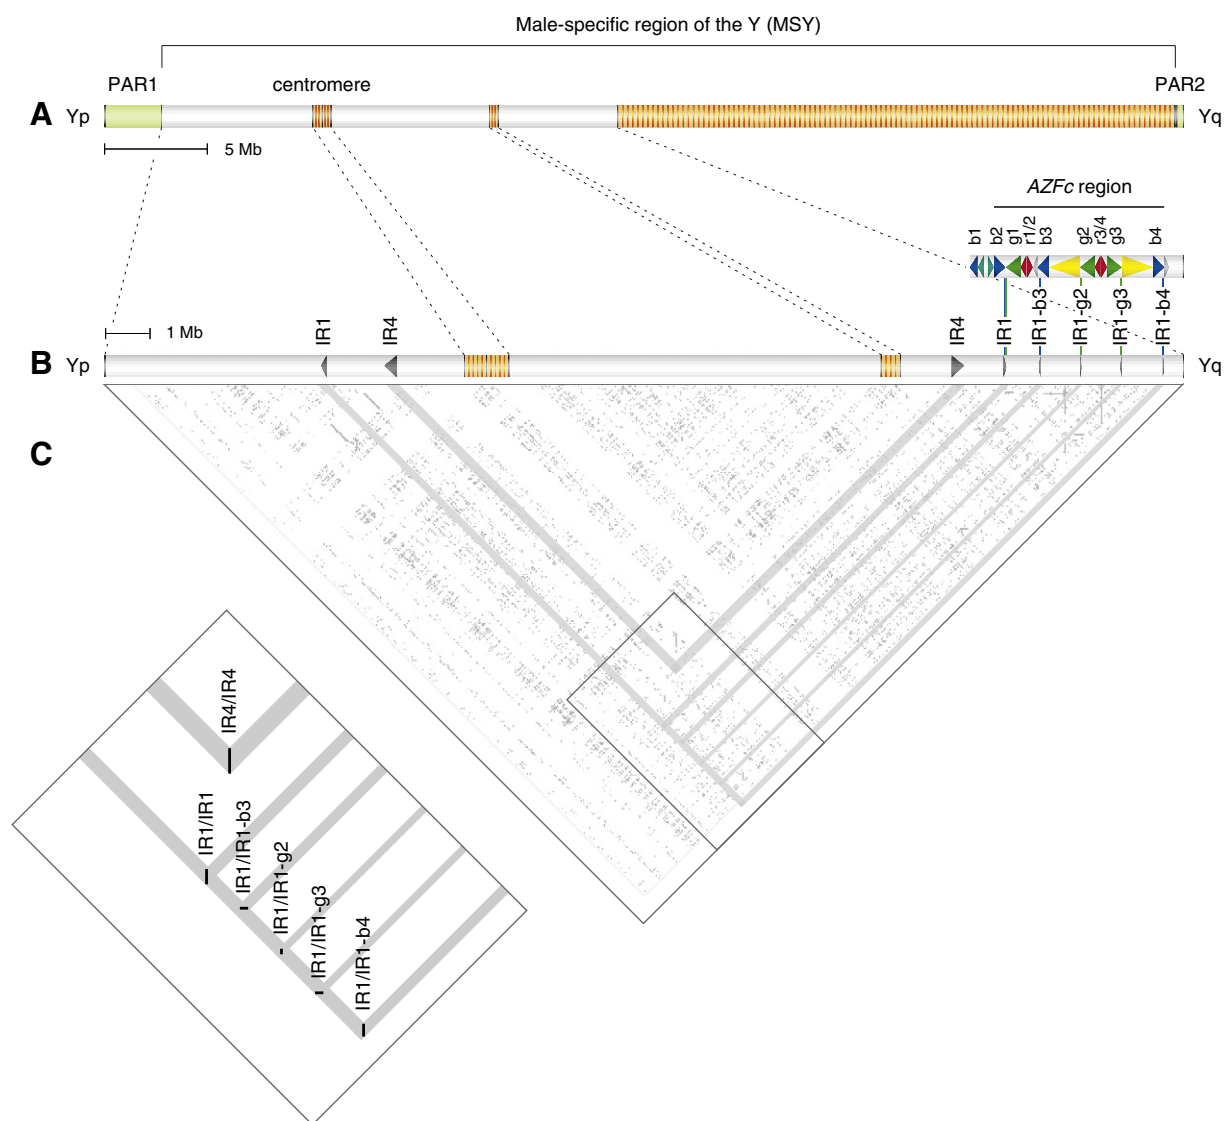 Male-specific region of the Y (MSY)
PAR1
centromere
PAR2
A
Yp
Yq
5 Mb
AZFc region
b1
b2
g1
r1/2
b3
g2
r3/4
g3
b4
1 Mb
IR1
IR4
IR4
IR1
IR1-b3
IR1-g2
IR1-g3
IR1-b4
B
Yp
Yq
C
IR4/IR4
IR1/IR1
IR1/IR1-b3
IR1/IR1-g2
IR1/IR1-g3
IR1/IR1-b4